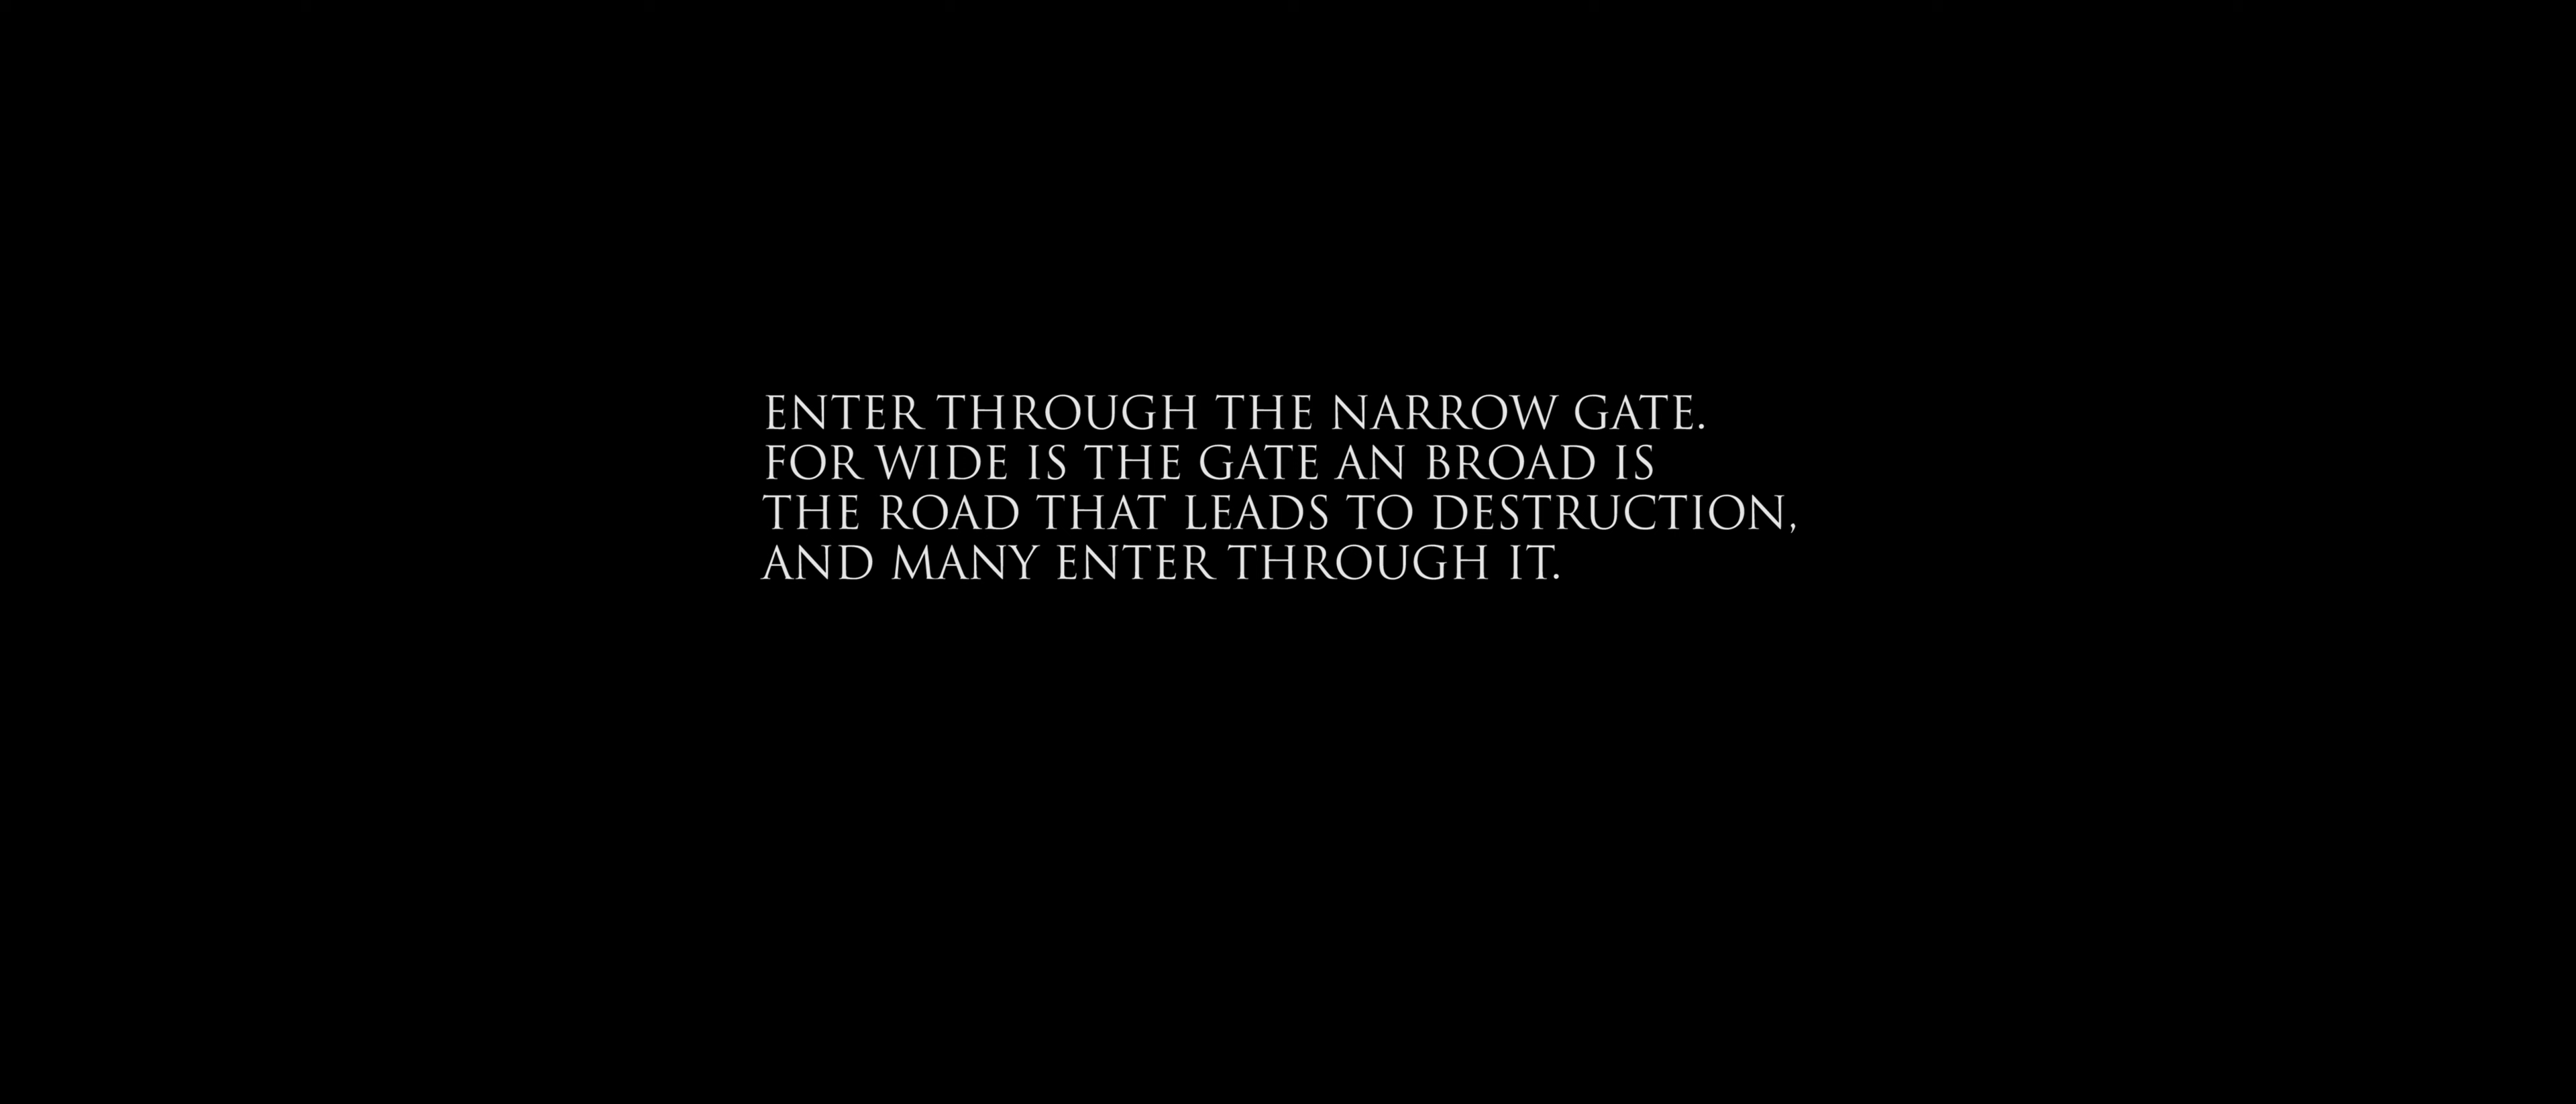 ENTER THROUGH THE NARROW GATE.
FOR WIDE IS THE GATE AN BROAD IS
THE ROAD THAT LEADS TO DESTRUCTION,
AND MANY ENTER THROUGH IT.